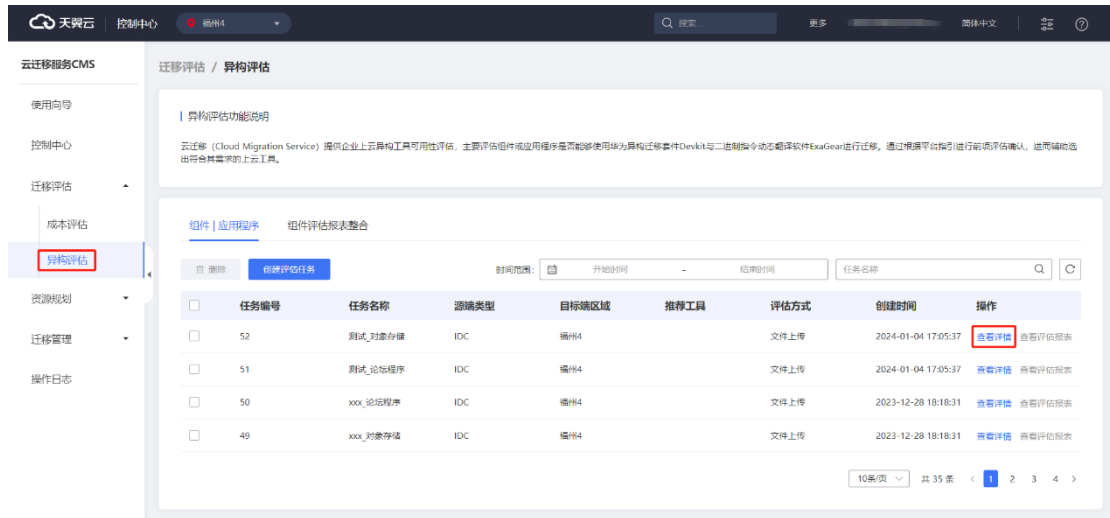 天翼云 控制中心 福州4 搜索... 更多 简体中文
云迁移服务CMS
使用向导
控制中心
迁移评估
成本评估
异构评估
资源规划
迁移管理
操作日志
迁移评估 / 异构评估
异构评估功能说明
云迁移（Cloud Migration Service）提供企业上云异构工具可用性评估，主要评估组件或应用程序是否能够使用华为异构迁移套件Devkit与二进制指令动态翻译软件ExaGear进行迁移。通过根据平台指引进行前项评估确认，进而辅助选
出符合其需求的上云工具。
组件 | 应用程序 组件评估报表整合
删除 创建评估任务 时间范围: 开始时间 - 结束时间 任务名称
任务编号 任务名称 源端类型 目标端区域 推荐工具 评估方式 创建时间 操作
52 测试_对象存储 IDC 福州4 文件上传 2024-01-04 17:05:37 查看详情 查看评估报表
51 测试_论坛程序 IDC 福州4 文件上传 2024-01-04 17:05:37 查看详情 查看评估报表
50 xxx_论坛程序 IDC 福州4 文件上传 2023-12-28 18:18:31 查看详情 查看评估报表
49 xxx_对象存储 IDC 福州4 文件上传 2023-12-28 18:18:31 查看详情 查看评估报表
10条/页 共 35 条 1 2 3 4